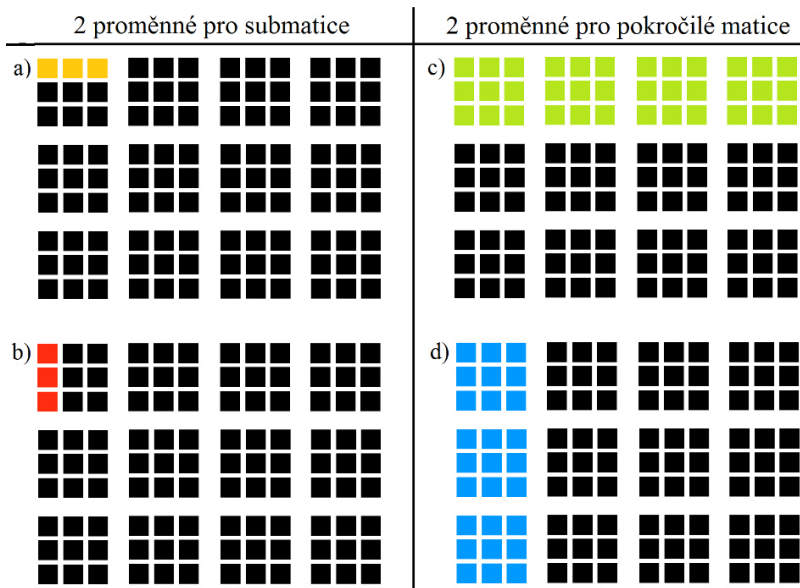 2 proměnné pro submatice
2 proměnné pro pokročilé matice
a)
c)
b)
d)